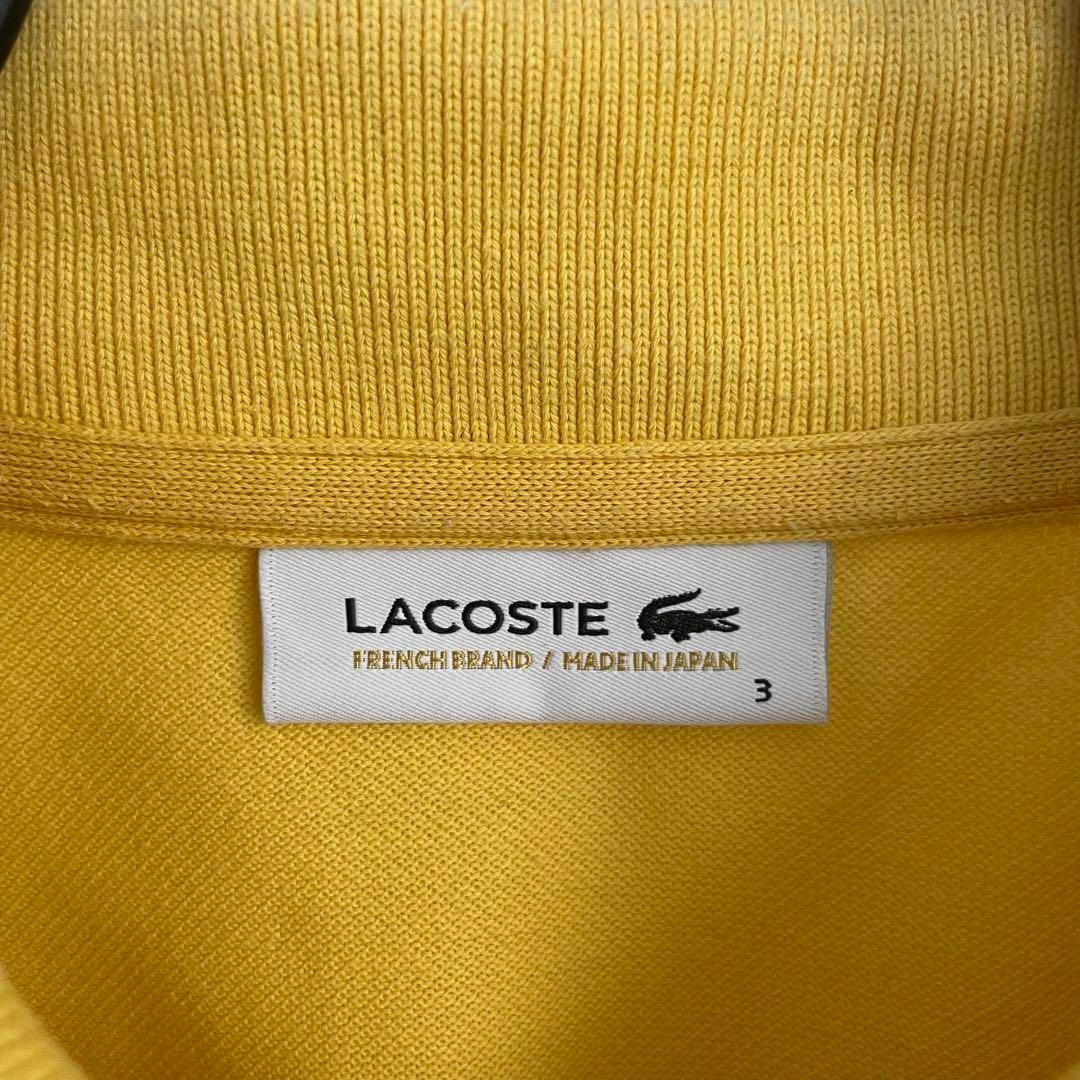 LACOSTE
FRENCH BRAND / MADE IN JAPAN
3